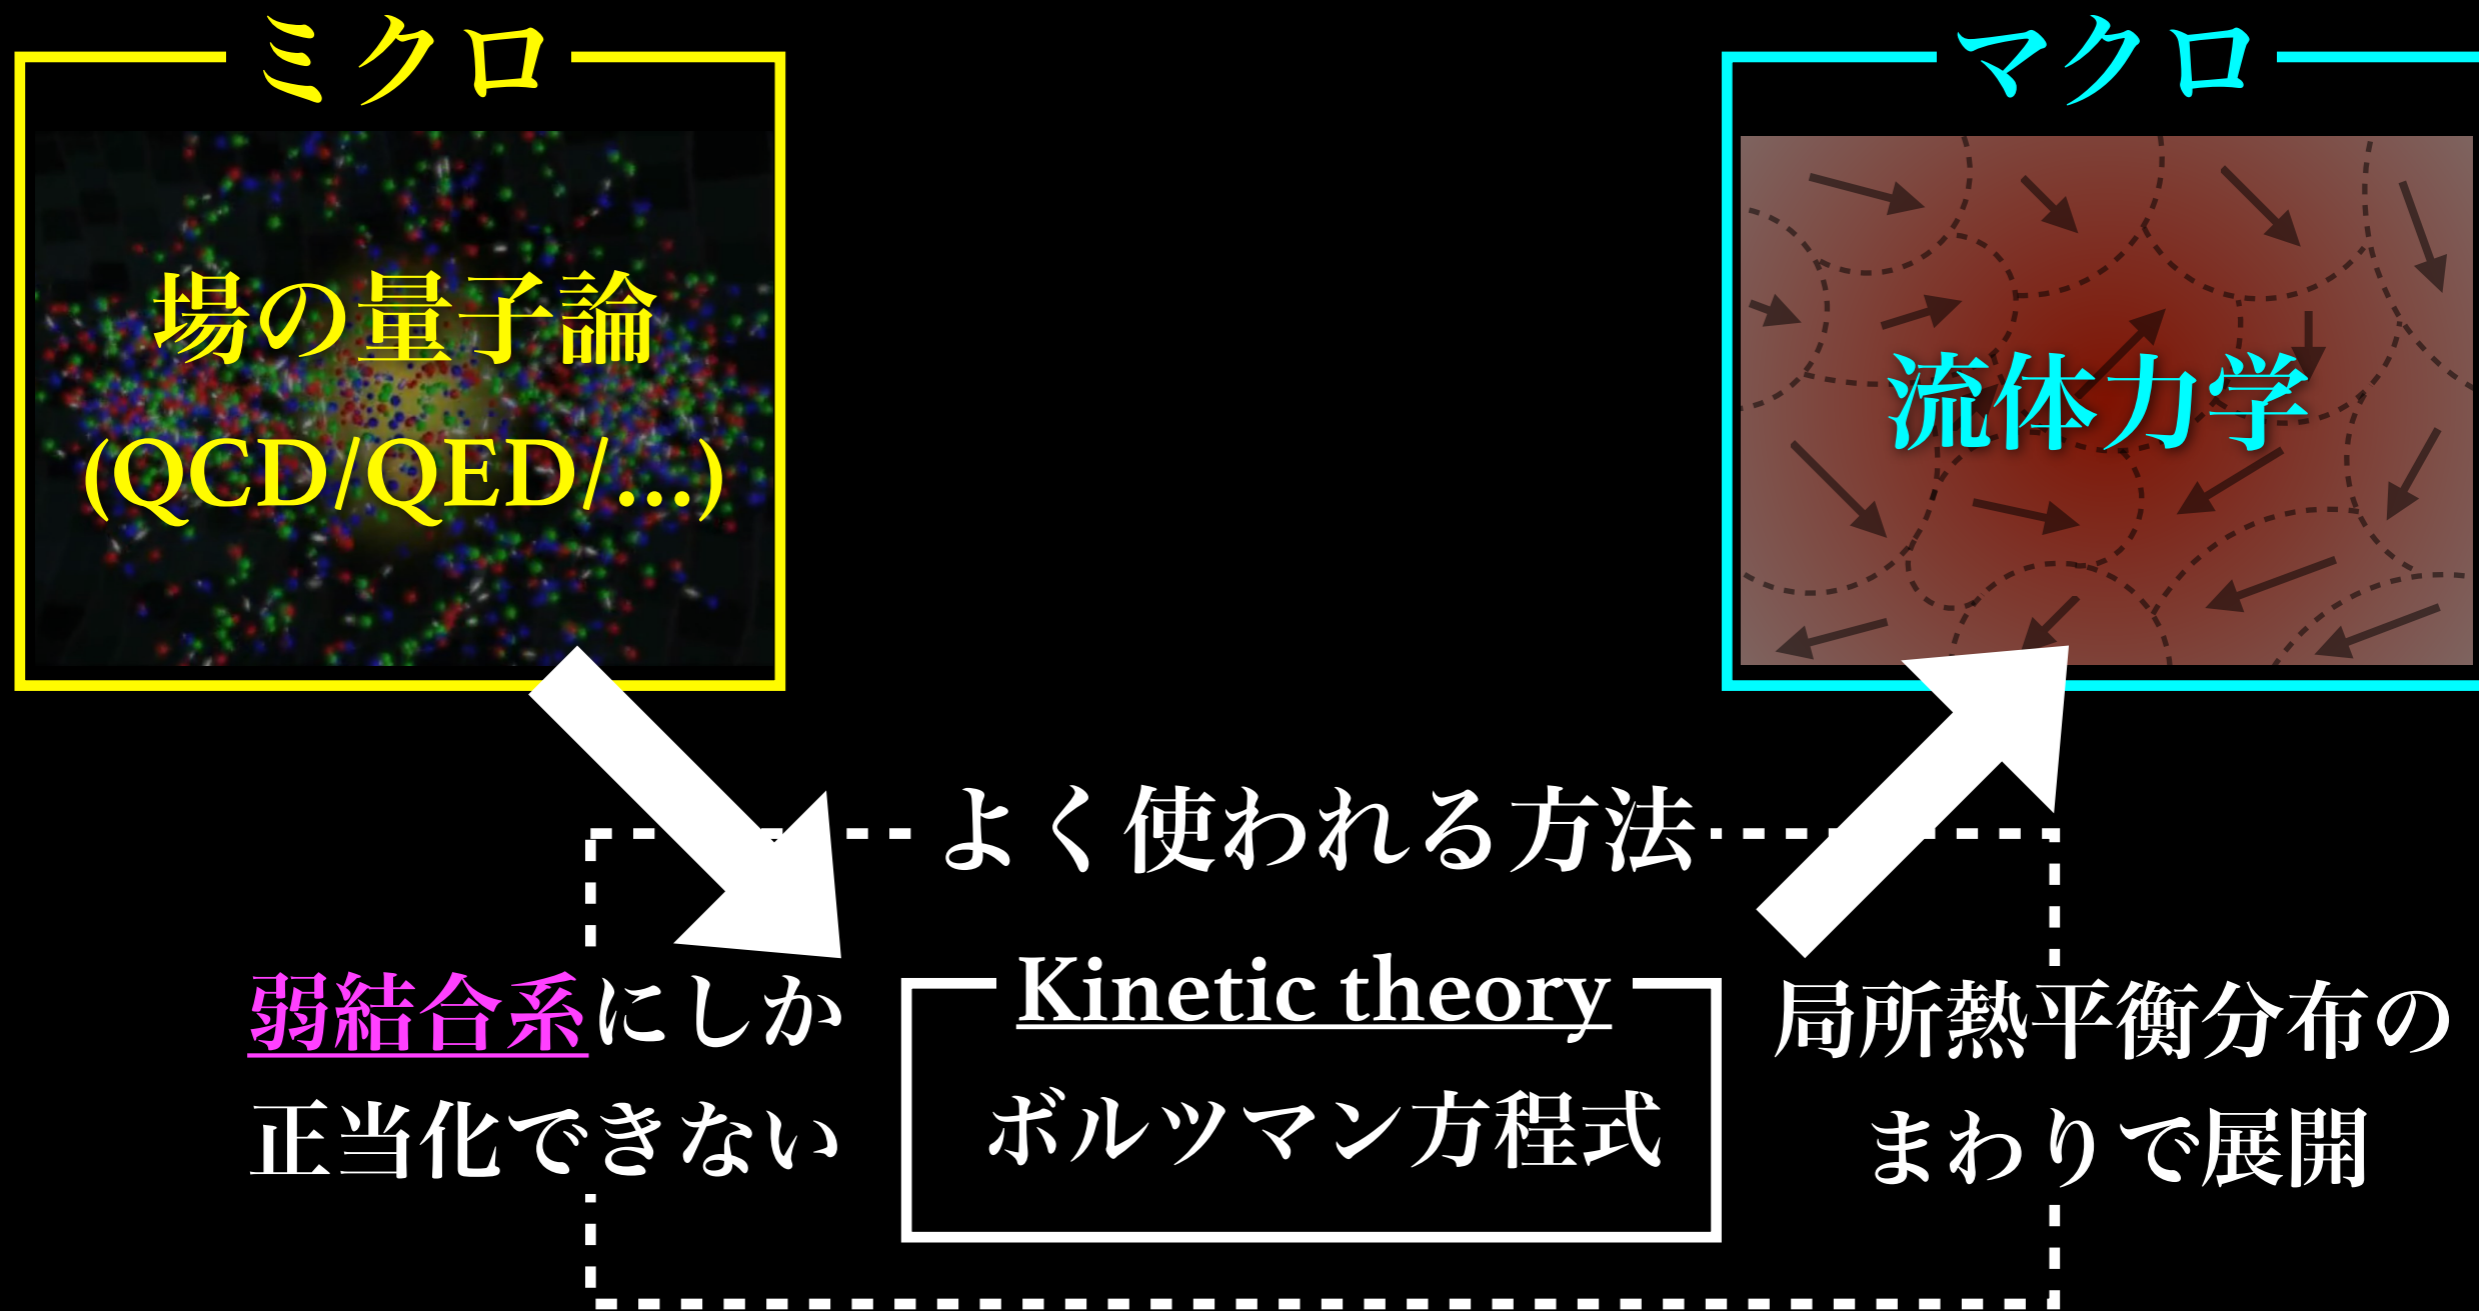 ミクロ
場の量子論
(QCD/QED/...)
マクロ
流体力学
よく使われる方法
弱結合系にしか
正当化できない
Kinetic theory
ボルツマン方程式
局所熱平衡分布の
まわりで展開